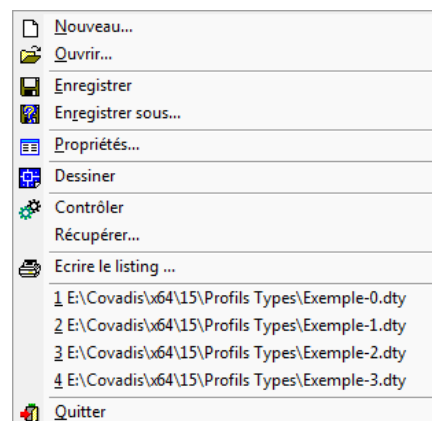 Nouveau...
Ouvrir...
Enregistrer
Enregistrer sous...
Propriétés...
Dessiner
Contrôler
Récupérer...
Ecrire le listing ...
1 E:\Covadis\x64\15\Profils Types\Exemple-0.dty
2 E:\Covadis\x64\15\Profils Types\Exemple-1.dty
3 E:\Covadis\x64\15\Profils Types\Exemple-2.dty
4 E:\Covadis\x64\15\Profils Types\Exemple-3.dty
Quitter